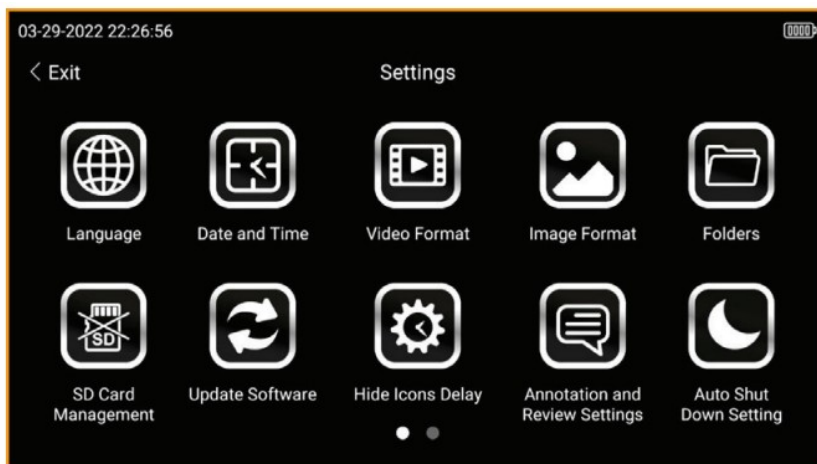 03-29-2022 22:26:56
< Exit
Settings
Language
Date and Time
Video Format
Image Format
Folders
SD
SD Card
Management
Update Software
Hide Icons Delay
Annotation and
Review Settings
Auto Shut
Down Setting